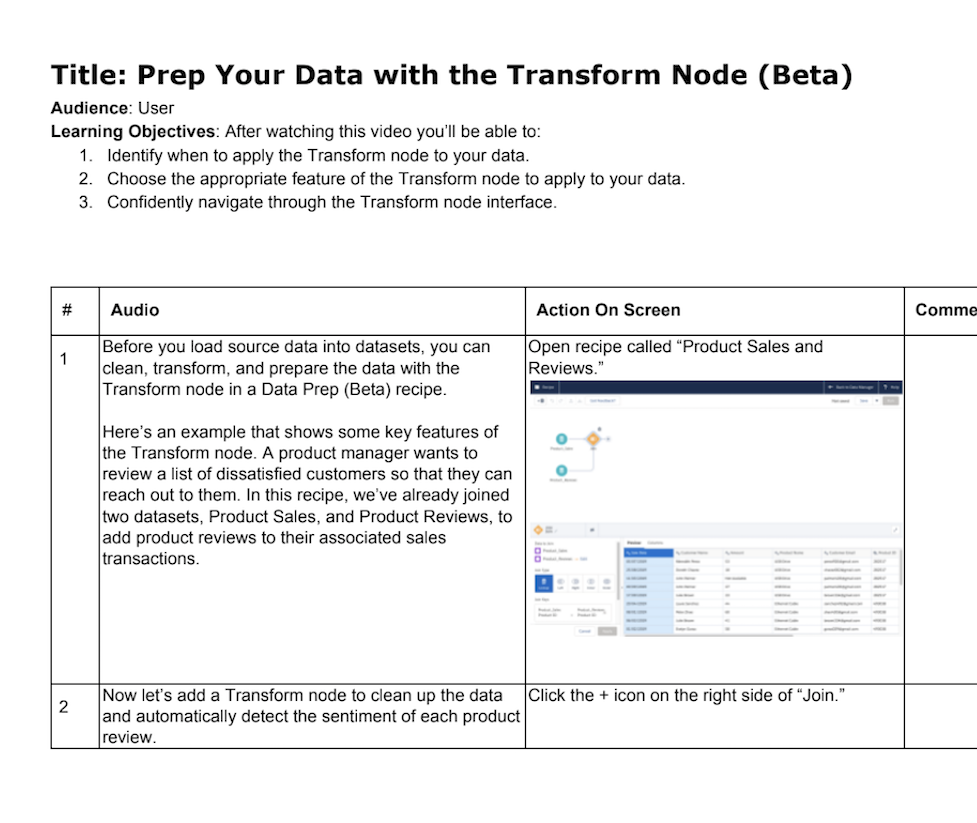 Title: Prep Your Data with the Transform Node (Beta)
Audience: User
Learning Objectives: After watching this video you'll be able to:
1. Identify when to apply the Transform node to your data.
2. Choose the appropriate feature of the Transform node to apply to your data.
3. Confidently navigate through the Transform node interface.
# Audio Action On Screen Comme
1
Before you load source data into datasets, you can
clean, transform, and prepare the data with the
Transform node in a Data Prep (Beta) recipe.
Here's an example that shows some key features of
the Transform node. A product manager wants to
review a list of dissatisfied customers so that they can
reach out to them. In this recipe, we've already joined
two datasets, Product Sales, and Product Reviews, to
add product reviews to their associated sales
transactions.
Open recipe called “Product Sales and
Reviews.”
2
Now let's add a Transform node to clean up the data
and automatically detect the sentiment of each product
review.
Click the + icon on the right side of “Join.”